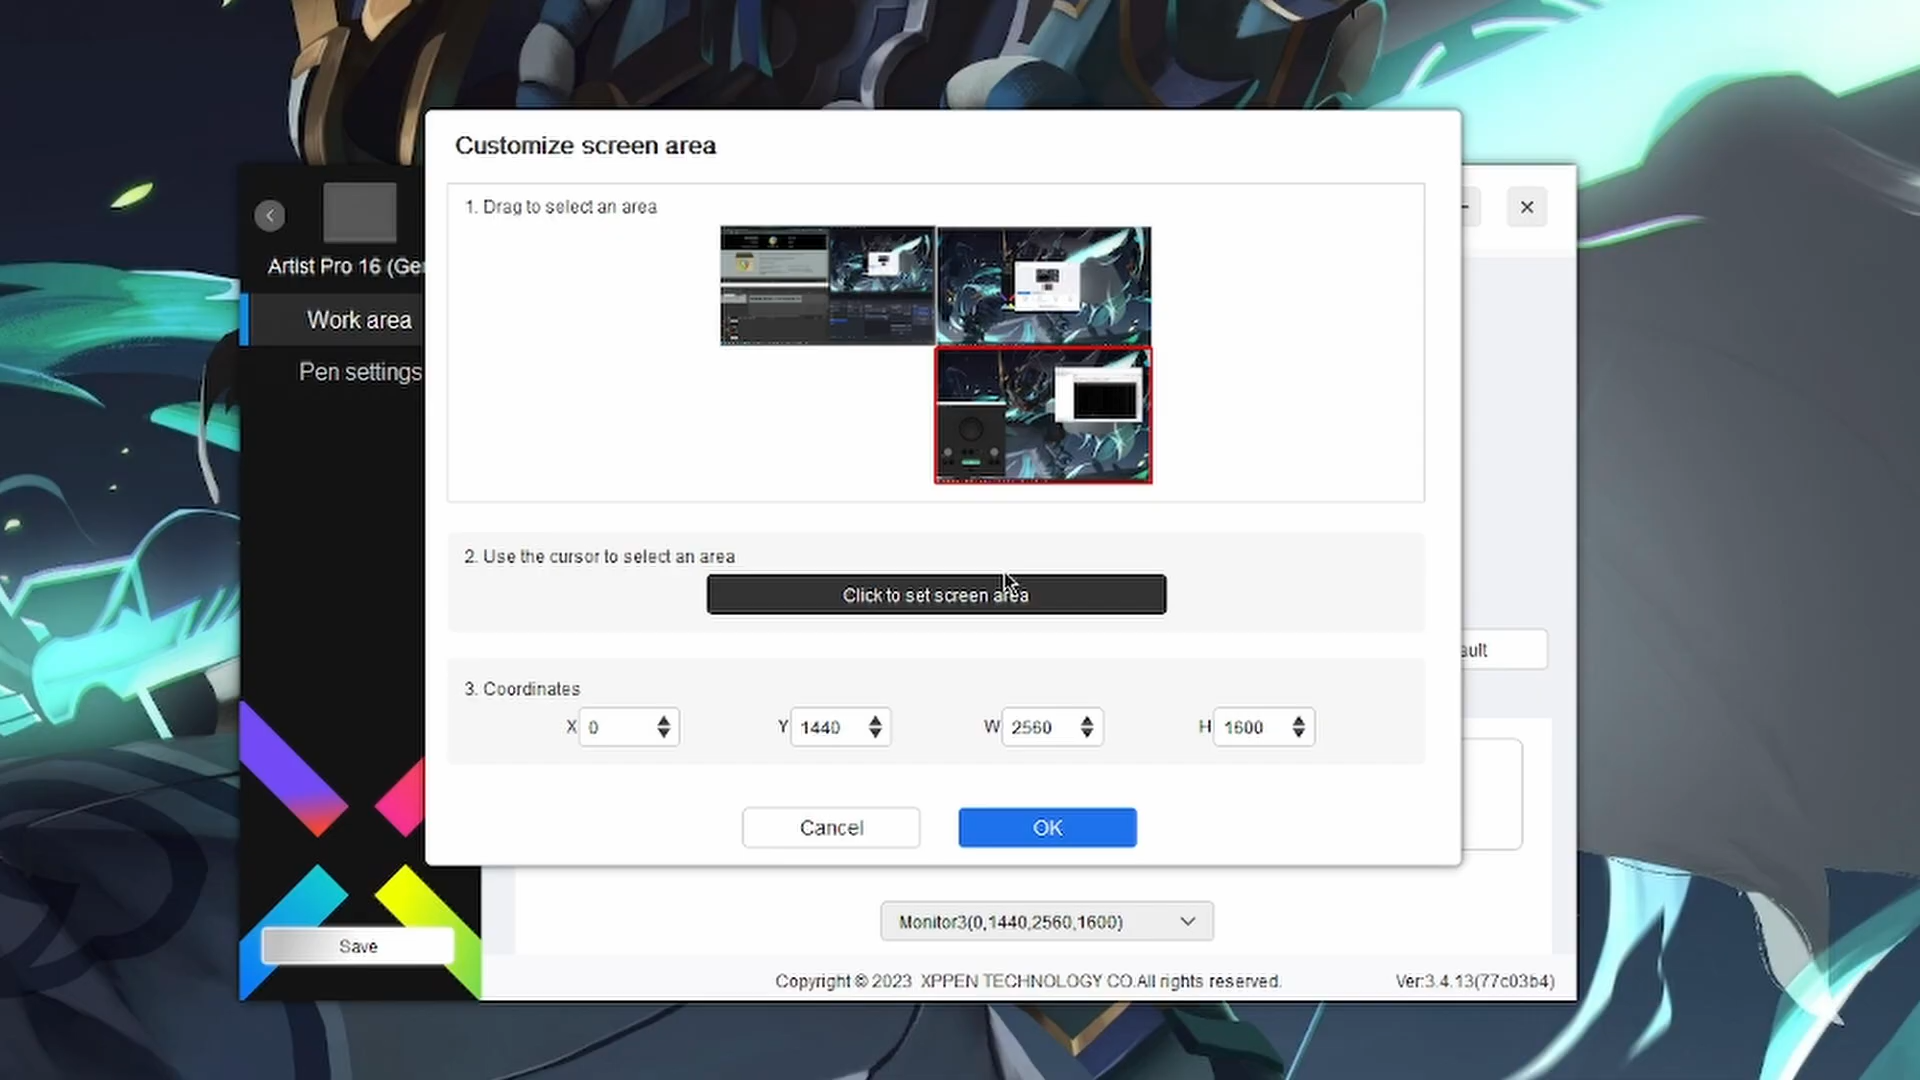 Customize screen area
1. Drag to select an area
Artist Pro 16 (Ge
Work area
Pen settings
2. Use the cursor to select an area
Click to set screen area
ault
3. Coordinates
X 0 Y 1440 W 2560 H 1600
Cancel OK
Monitor3(0,1440,2560,1600)
Save
Copyright © 2023 XPPEN TECHNOLOGY CO.All rights reserved. Ver:3.4.13(77c03b4)